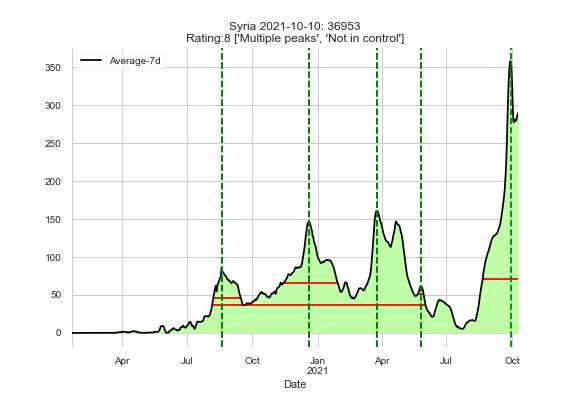 Syria 2021-10-10: 36953
Rating:8 ['Multiple peaks', 'Not in control']
Average-7d
350
300
250
200
150
100
50
0
Apr
Jul
Oct
Jan
2021
Apr
Jul
Oct
Date